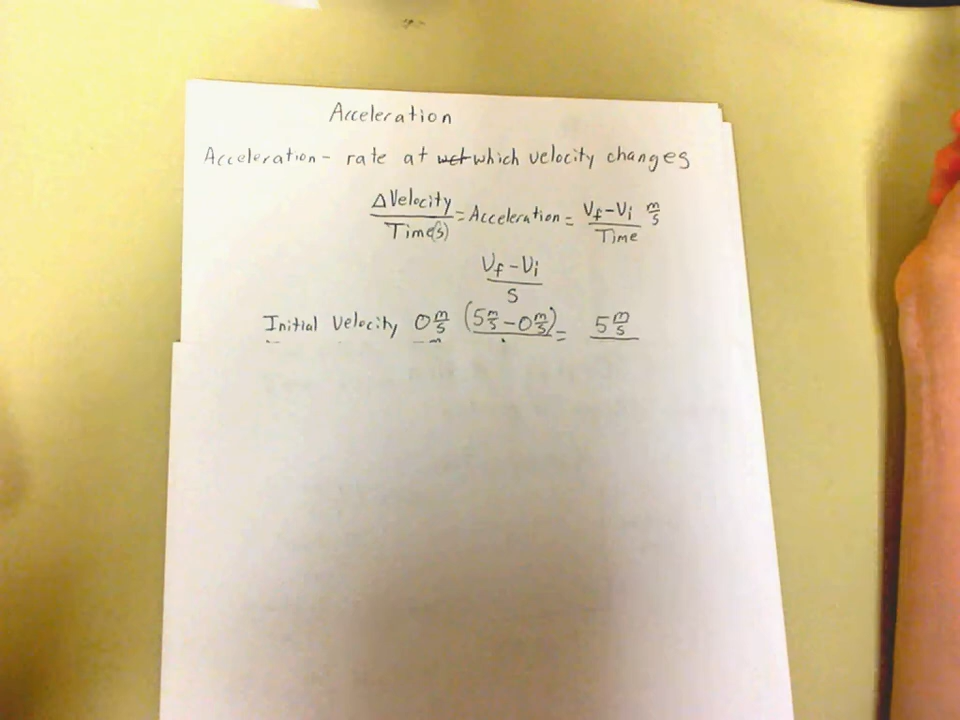 Acceleration
Acceleration - rate at wct which velocity changes
ΔVelocity/Time(s) = Acceleration = Vf-Vi/Time m/s
Vf-Vi/s
Initial Velocity 0 m/s (5 m/s - 0 m/s) = 5 m/s